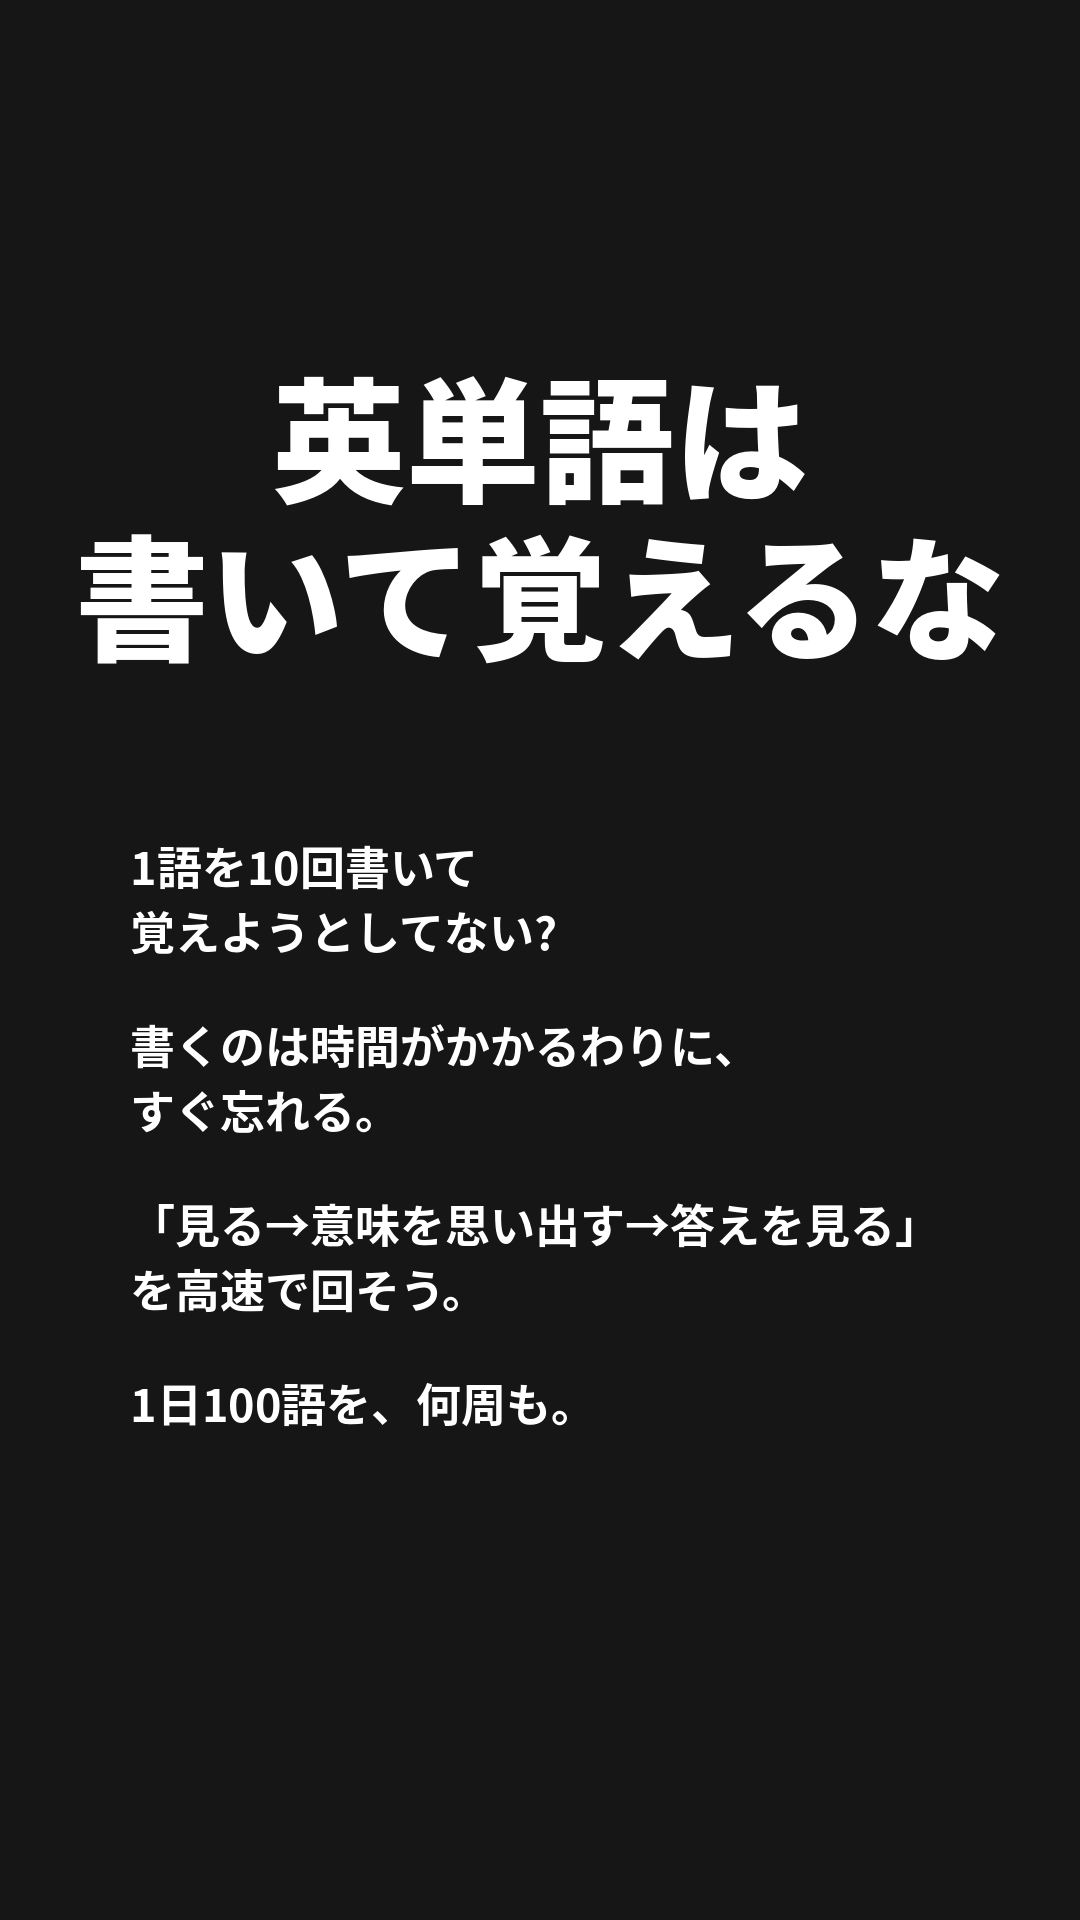 英単語は
書いて覚えるな
1語を10回書いて
覚えようとしてない?
書くのは時間がかかるわりに、
すぐ忘れる。
「見る→意味を思い出す→答えを見る」
を高速で回そう。
1日100語を、何周も。